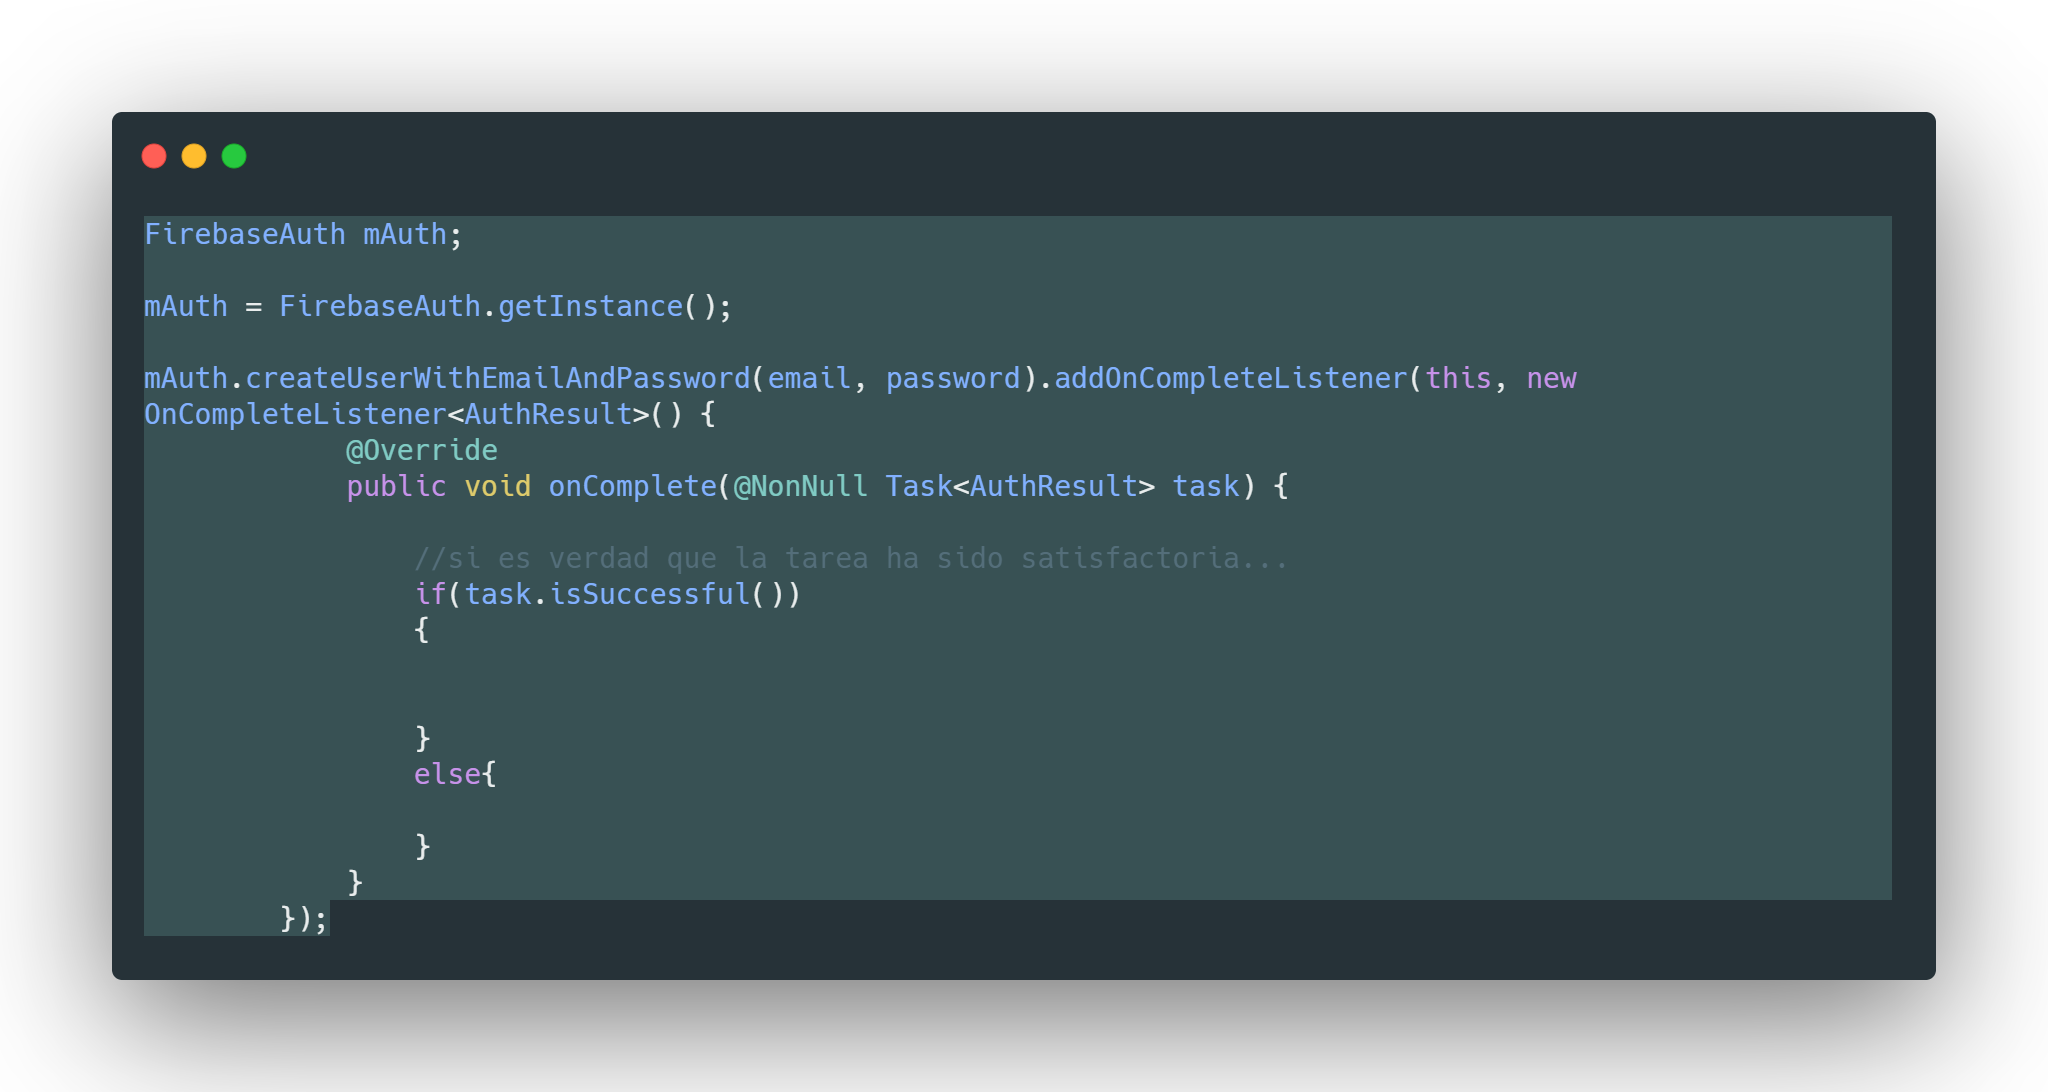 FirebaseAuth mAuth;
mAuth = FirebaseAuth.getInstance();
mAuth.createUserWithEmailAndPassword(email, password).addOnCompleteListener(this, new
OnCompleteListener<AuthResult>() {
@Override
public void onComplete(@NonNull Task<AuthResult> task) {
//si es verdad que la tarea ha sido satisfactoria...
if(task.isSuccessful())
{
}
else{
}
}
});